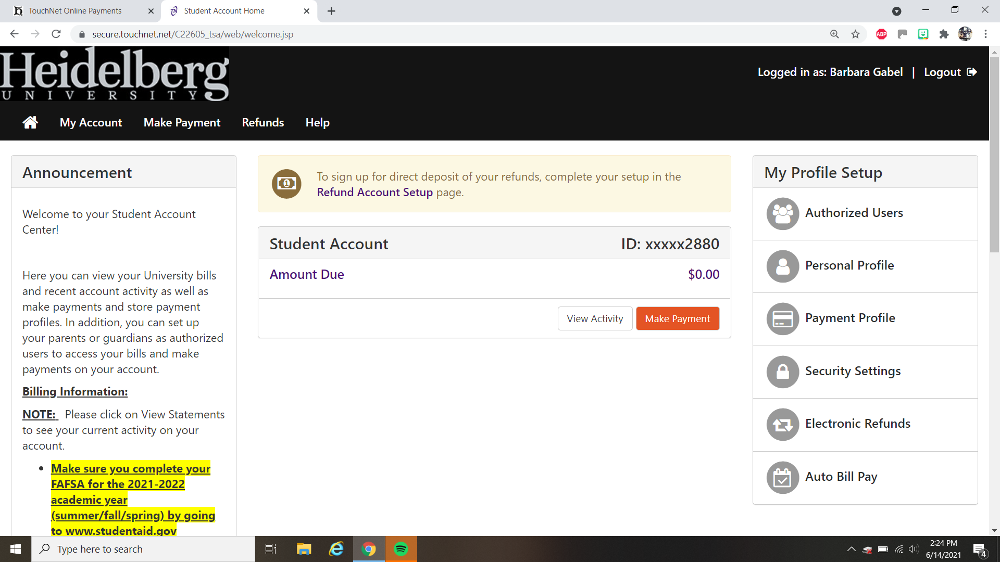 TouchNet Online Payments
Student Account Home
secure.touchnet.net/C22605_tsa/web/welcome.jsp
ABP
Heidelberg
UNIVERSITY
Logged in as: Barbara Gabel | Logout
My Account Make Payment Refunds Help
Announcement
Welcome to your Student Account
Center!
Here you can view your University bills
and recent account activity as well as
make payments and store payment
profiles. In addition, you can set up
your parents or guardians as authorized
users to access your bills and make
payments on your account.
Billing Information:
NOTE: Please click on View Statements
to see your current activity on your
account.
• Make sure you complete your
FAFSA for the 2021-2022
academic year
(summer/fall/spring) by going
to www.studentaid.gov
To sign up for direct deposit of your refunds, complete your setup in the
Refund Account Setup page.
Student Account ID: xxxxx2880
Amount Due $0.00
View Activity Make Payment
My Profile Setup
Authorized Users
Personal Profile
Payment Profile
Security Settings
Electronic Refunds
Auto Bill Pay
Type here to search
2:24 PM
6/14/2021
4